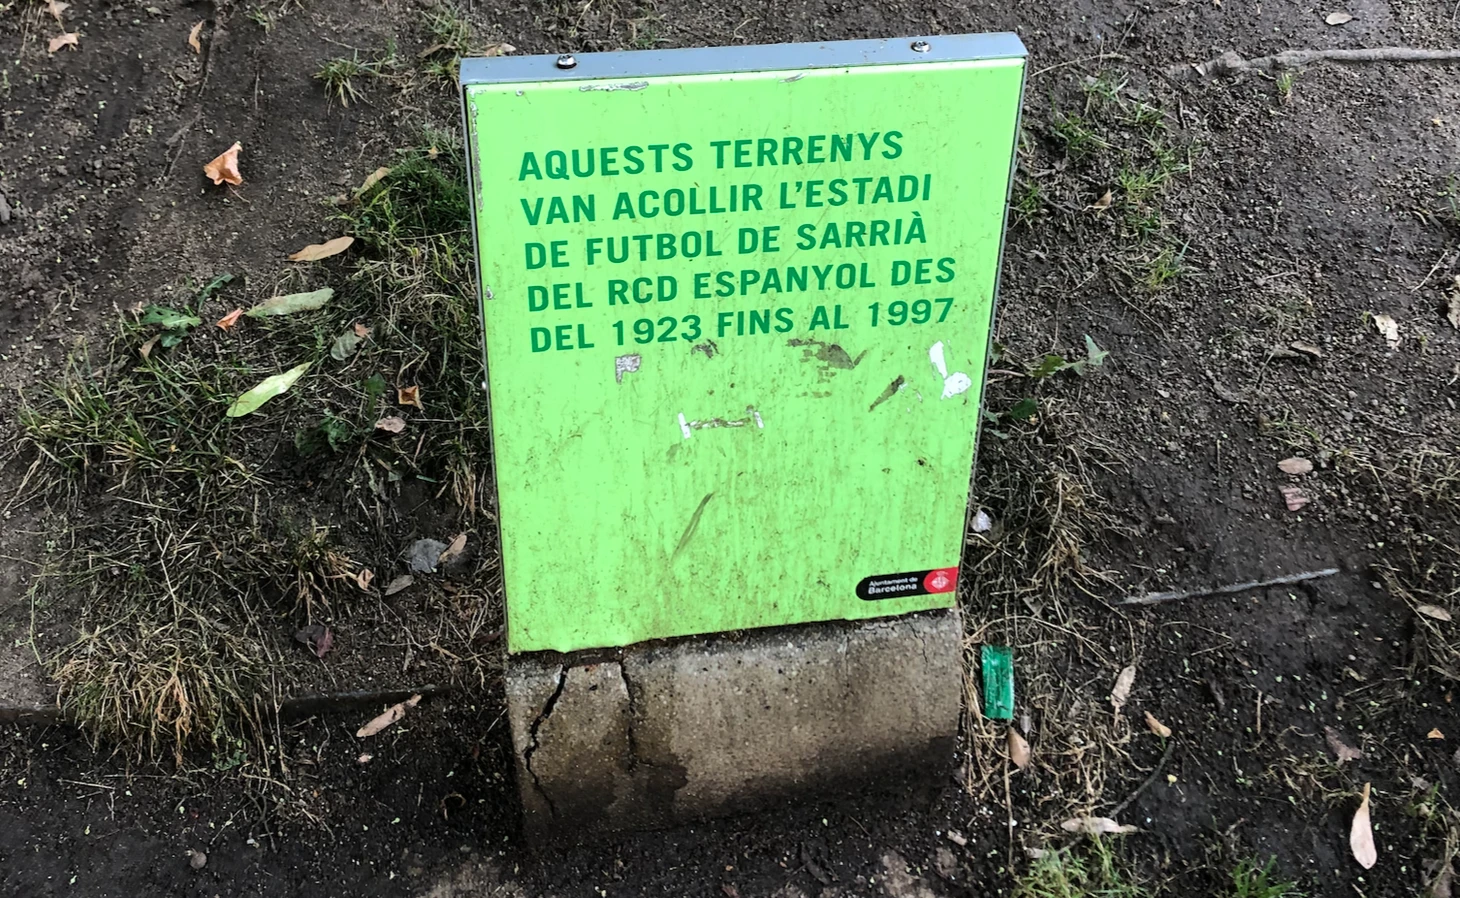 AQUESTS TERRENYS
VAN ACOLLIR L'ESTADI
DE FUTBOL DE SARRIÀ
DEL RCD ESPANYOL DES
DEL 1923 FINS AL 1997
Ajuntament de
Barcelona